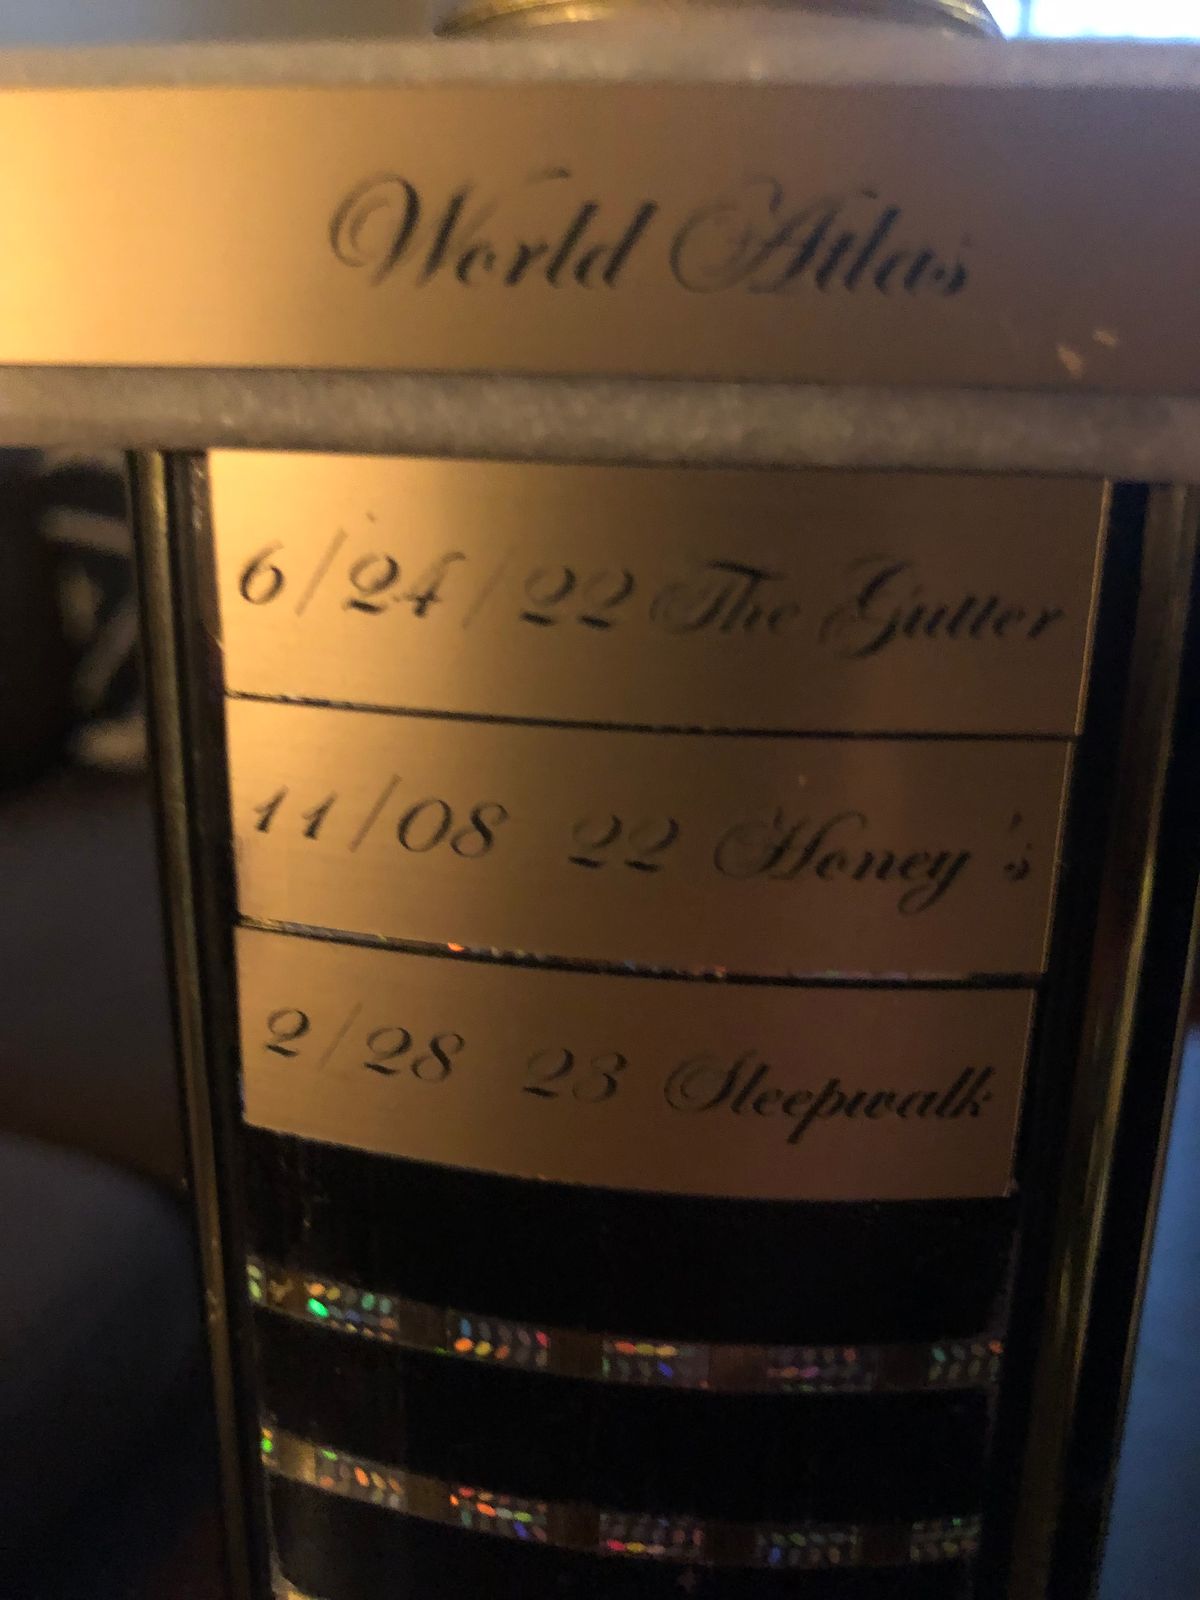 World Atlas
6/24/22 The Gutter
11/08 22 Honey's
2/28 23 Sleepwalk